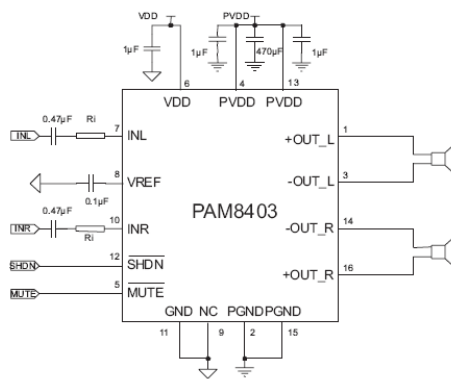 VDD PVDD
1µF 1µF 470µF 1µF
6 4 13
VDD PVDD PVDD
0.47µF Ri
INL 7 INL +OUT_L 1
8 VREF -OUT_L 3
0.1µF
PAM8403
0.47µF
INR Ri 10 INR -OUT_R 14
SHDN 12 SHDN +OUT_R 16
MUTE 5 MUTE
GND NC PGND PGND
11 9 2 15